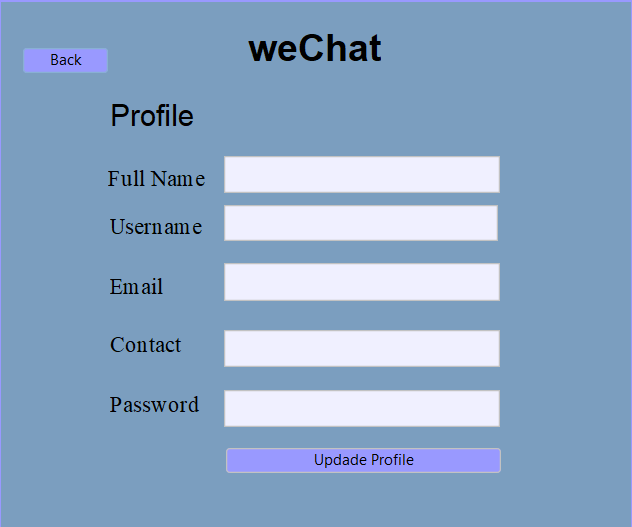 weChat
Back
Profile
Full Name
Username
Email
Contact
Password
Updade Profile